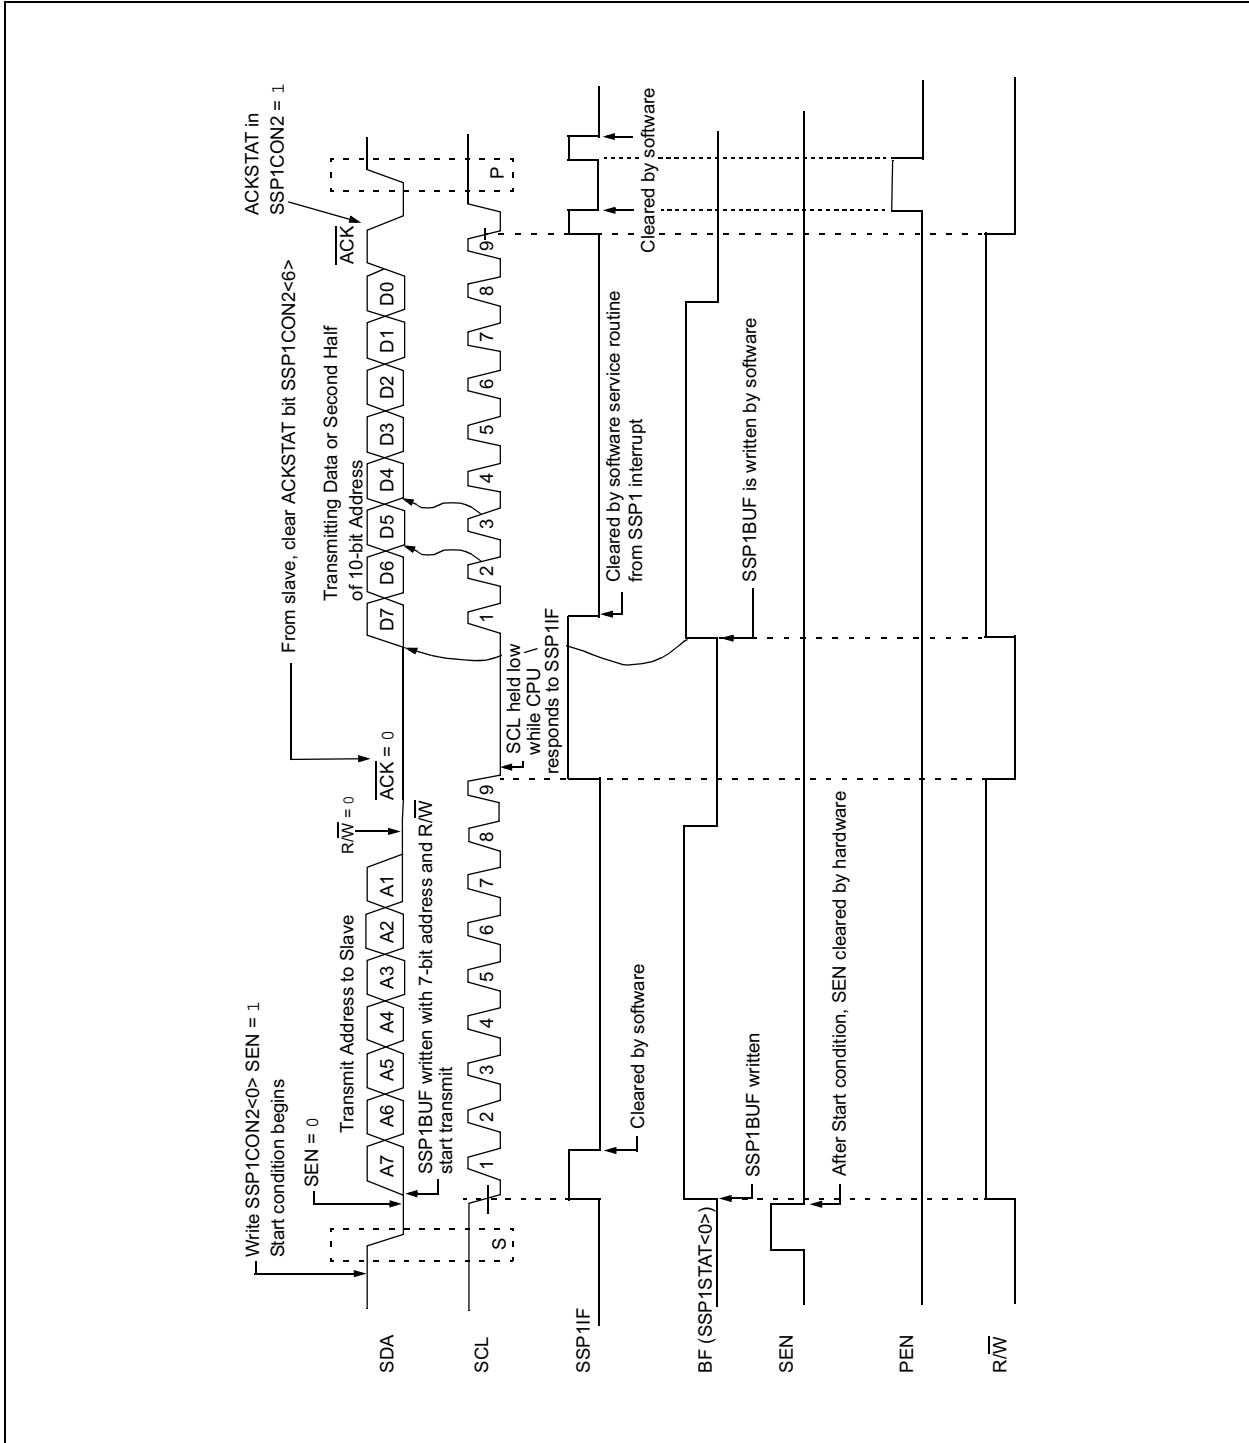 Write SSP1CON2<0> SEN = 1
Start condition begins
SEN = 0
Transmit Address to Slave
R/W̅ = 0
A̅C̅K̅ = 0
From slave, clear ACKSTAT bit SSP1CON2<6>
Transmitting Data or Second Half
of 10-bit Address
A̅C̅K̅
ACKSTAT in
SSP1CON2 = 1
SDA
A7 A6 A5 A4 A3 A2 A1
D7 D6 D5 D4 D3 D2 D1 D0
SSP1BUF written with 7-bit address and R/W̅
start transmit
SCL
1 2 3 4 5 6 7 8 9
1 2 3 4 5 6 7 8 9
S
P
SCL held low
while CPU
responds to SSP1IF
SSP1IF
Cleared by software
Cleared by software service routine
from SSP1 interrupt
Cleared by software
Cleared by software
BF (SSP1STAT<0>)
SSP1BUF written
SSP1BUF is written by software
SEN
After Start condition, SEN cleared by hardware
PEN
R/W̅